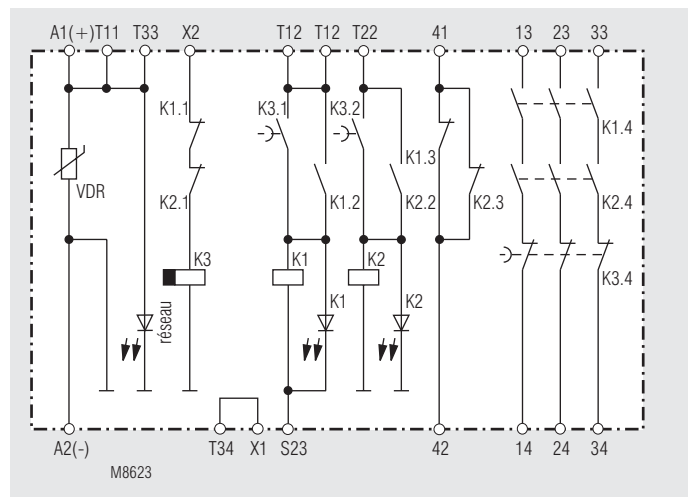 A1(+) T11 T33 X2 T12 T12 T22 41 13 23 33
K1.1
K3.1
K3.2
K1.4
K1.3
VDR
K2.1
K1.2
K2.2
K2.3
K2.4
K3
K1
K2
K3.4
réseau
K1
K2
A2(-) T34 X1 S23 42 14 24 34
M8623